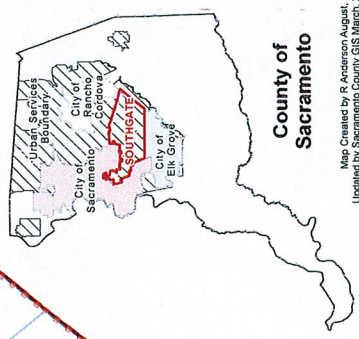 Urban Services
Boundary
City of
Rancho
Cordova
City of
Sacramento
SOUTHGATE
City of
Elk Grove
County of
Sacramento
Map Created by R Anderson August,
Updated by Sacramento County GIS March,